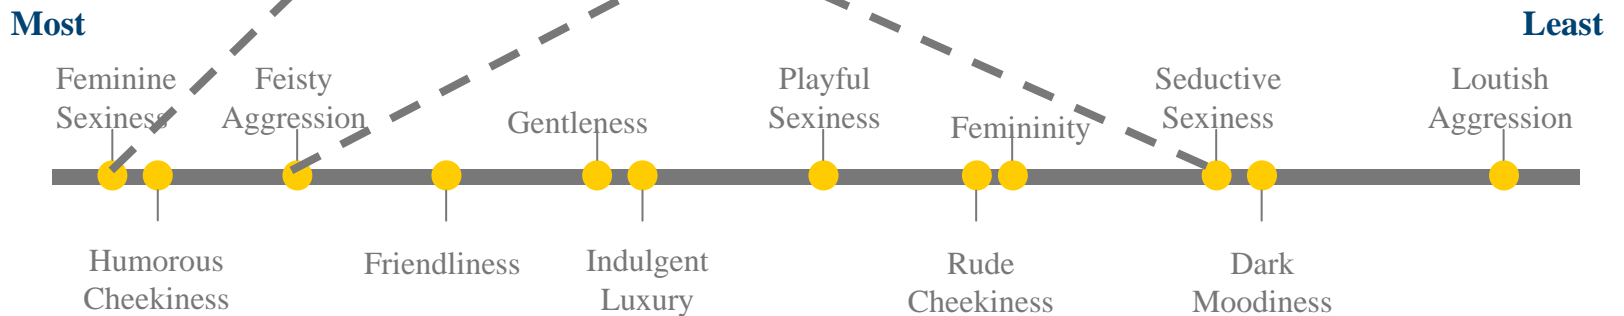 Most
Least
Feminine
Sexiness
Feisty
Aggression
Gentleness
Playful
Sexiness
Femininity
Seductive
Sexiness
Loutish
Aggression
Humorous
Cheekiness
Friendliness
Indulgent
Luxury
Rude
Cheekiness
Dark
Moodiness